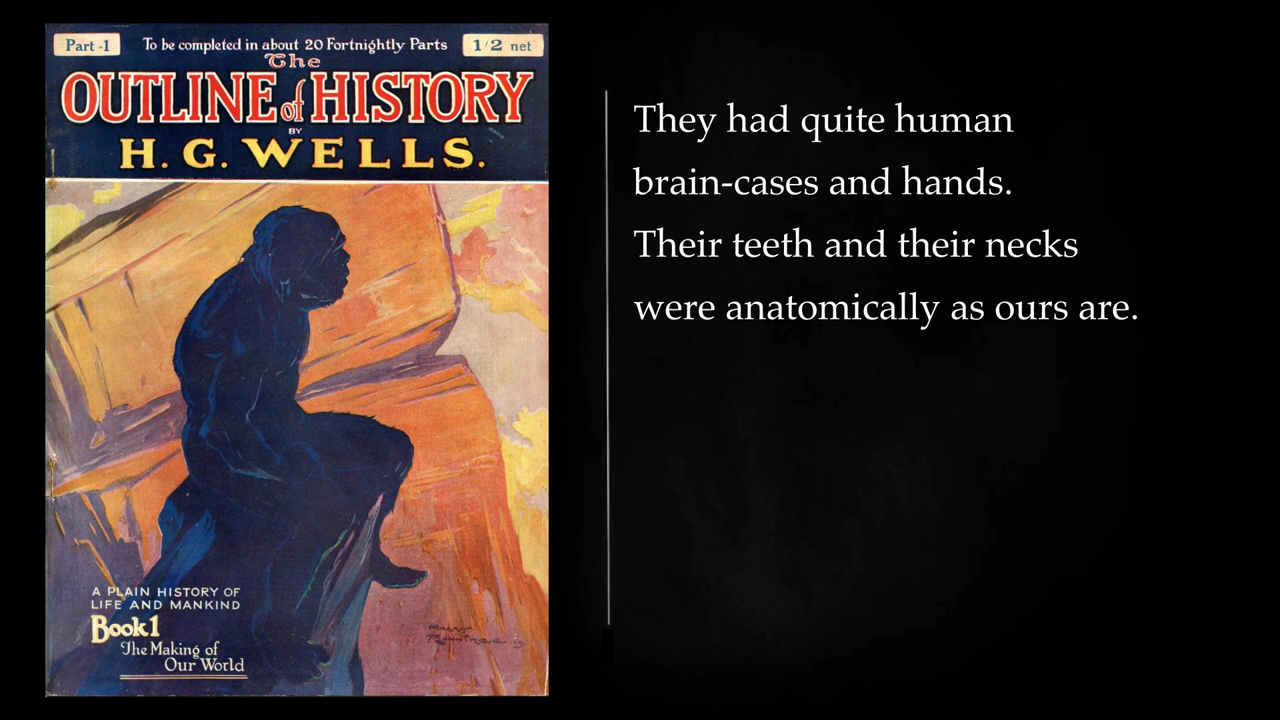 Part -1
To be completed in about 20 Fortnightly Parts
1/2 net
The
OUTLINE of HISTORY
BY
H. G. WELLS.
A PLAIN HISTORY OF
LIFE AND MANKIND
Book 1
The Making of
Our World
They had quite human
brain-cases and hands.
Their teeth and their necks
were anatomically as ours are.